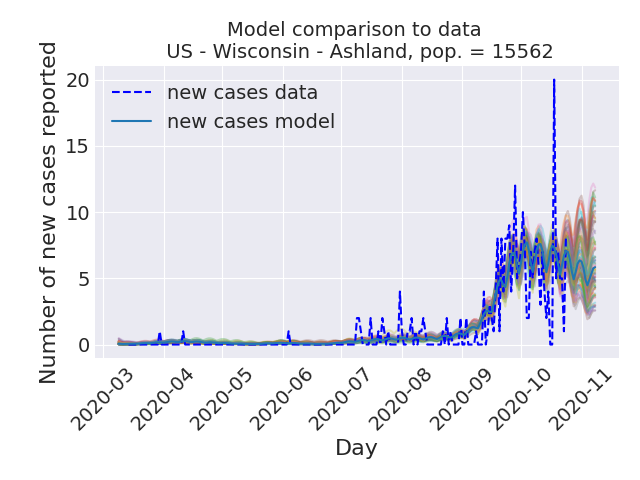 Model comparison to data
US - Wisconsin - Ashland, pop. = 15562
Number of new cases reported
20
15
10
5
0
new cases data
new cases model
2020-03
2020-04
2020-05
2020-06
2020-07
2020-08
2020-09
2020-10
2020-11
Day